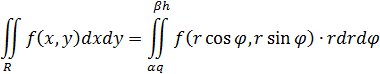 ∬_R f(x, y)dxdy = ∬_{αq}^{βh} f(r cos φ, r sin φ) · rdrdφ